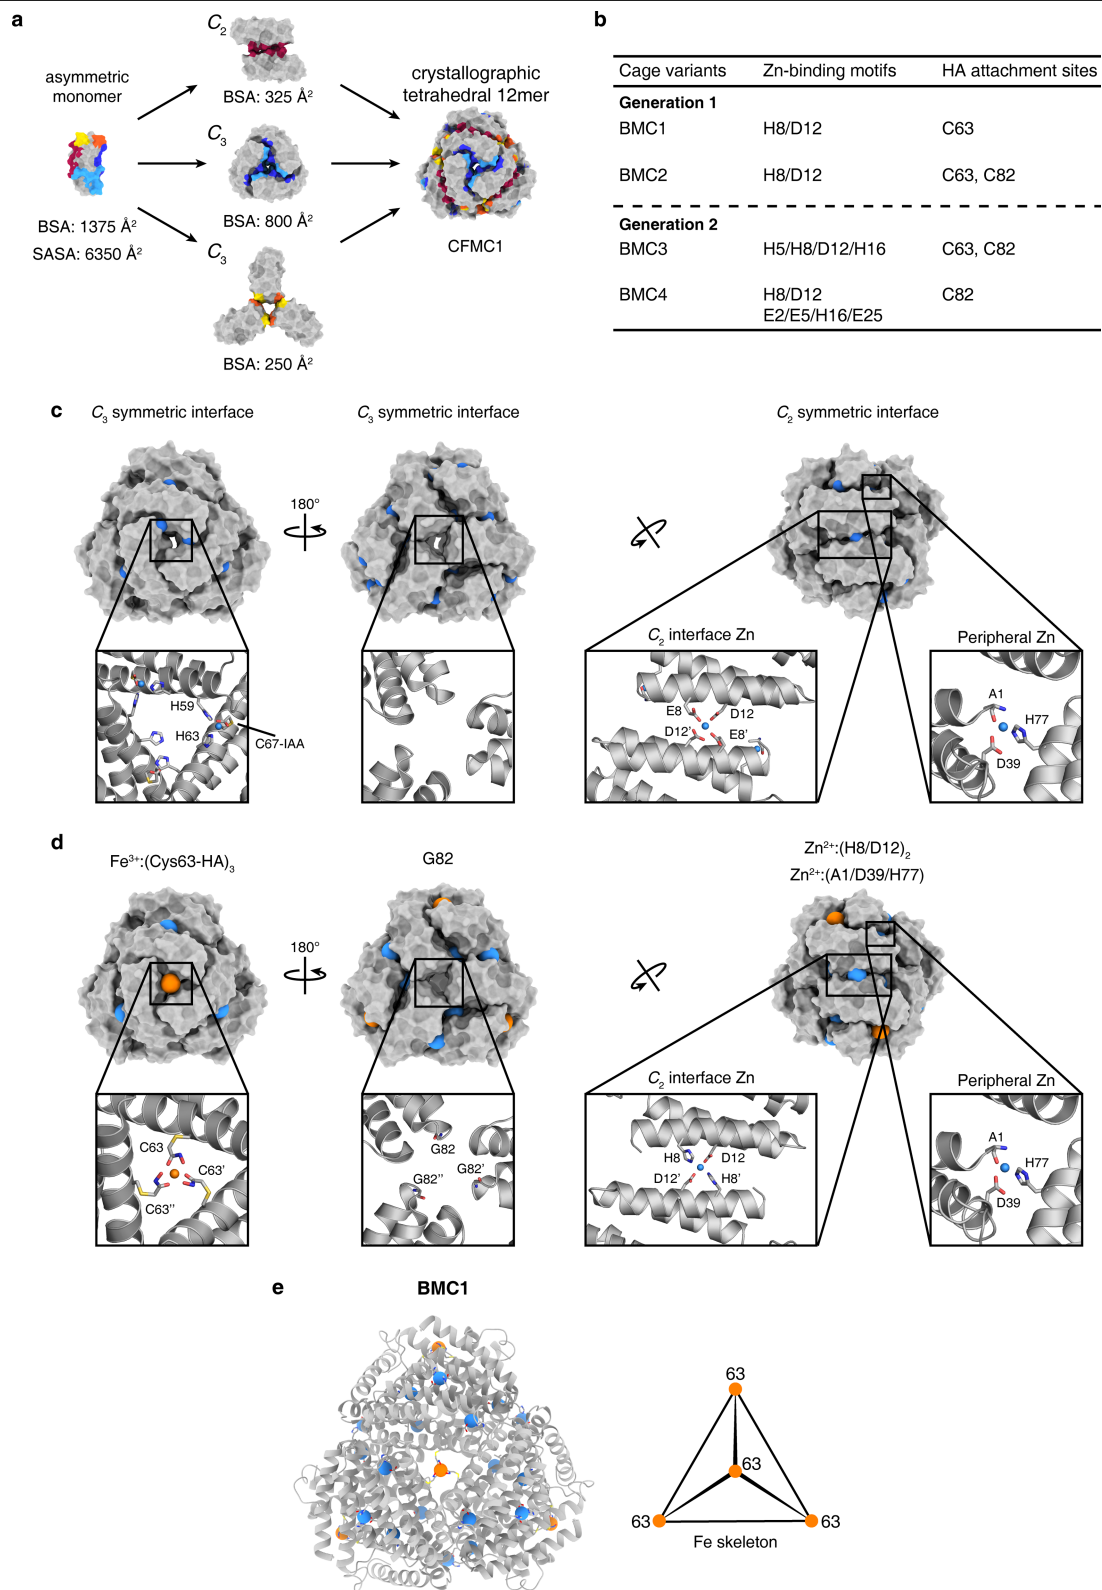 a
asymmetric
monomer
BSA: 1375 Å²
SASA: 6350 Å²
C₂
BSA: 325 Å²
C₃
BSA: 800 Å²
C₃
BSA: 250 Å²
crystallographic
tetrahedral 12mer
CFMC1
b
Cage variants Zn-binding motifs HA attachment sites
Generation 1
BMC1 H8/D12 C63
BMC2 H8/D12 C63, C82
Generation 2
BMC3 H5/H8/D12/H16 C63, C82
BMC4 H8/D12 C82
E2/E5/H16/E25
c
C₃ symmetric interface
180°
C₃ symmetric interface
C₂ symmetric interface
H59
H63
C67-IAA
C₂ interface Zn
E8
D12
D12'
E8'
Peripheral Zn
A1
H77
D39
d
Fe³⁺:(Cys63-HA)₃
180°
G82
Zn²⁺:(H8/D12)₂
Zn²⁺:(A1/D39/H77)
C63
C63'
C63''
G82
G82'
G82''
C₂ interface Zn
H8
D12
D12'
H8'
Peripheral Zn
A1
H77
D39
e
BMC1
63
63
63
63
Fe skeleton